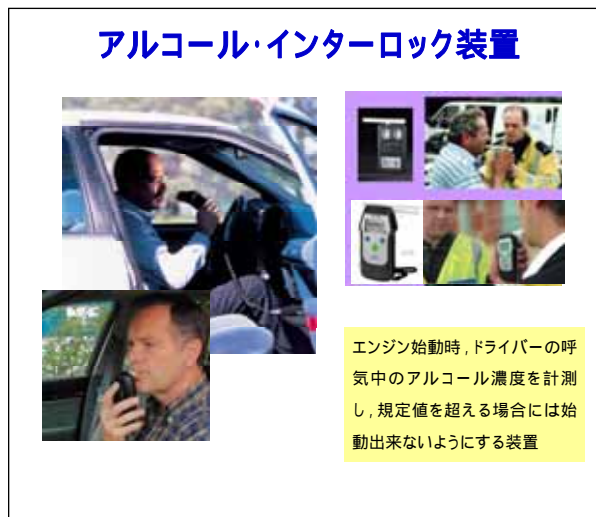 アルコール・インターロック装置
エンジン始動時,ドライバーの呼
気中のアルコール濃度を計測
し,規定値を超える場合には始
動出来ないようにする装置